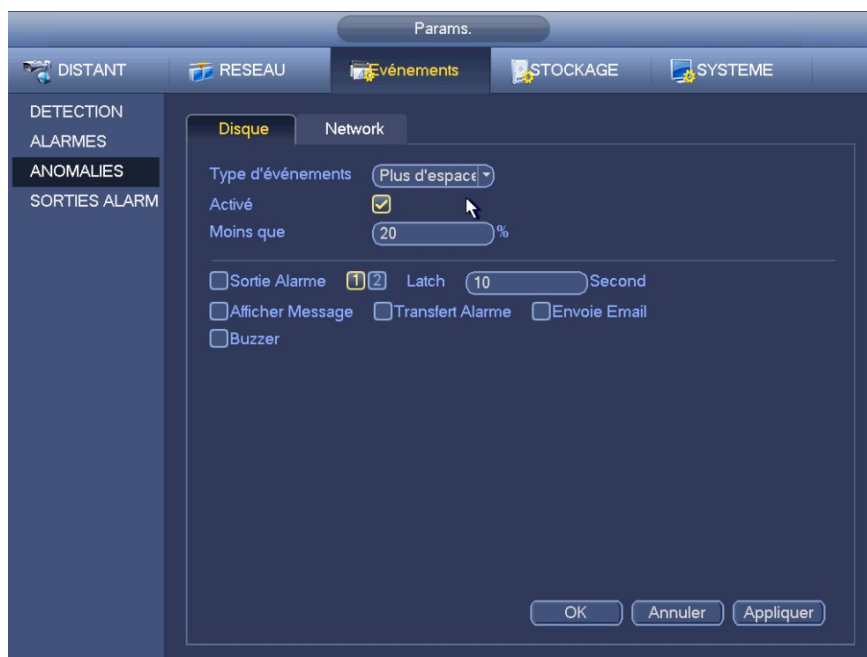 Params.
DISTANT RESEAU Evénements STOCKAGE SYSTEME
DETECTION
ALARMES
ANOMALIES
SORTIES ALARM
Disque Network
Type d'événements Plus d'espace
Activé
Moins que 20 %
Sortie Alarme 1 2 Latch 10 Second
Afficher Message Transfert Alarme Envoie Email
Buzzer
OK Annuler Appliquer